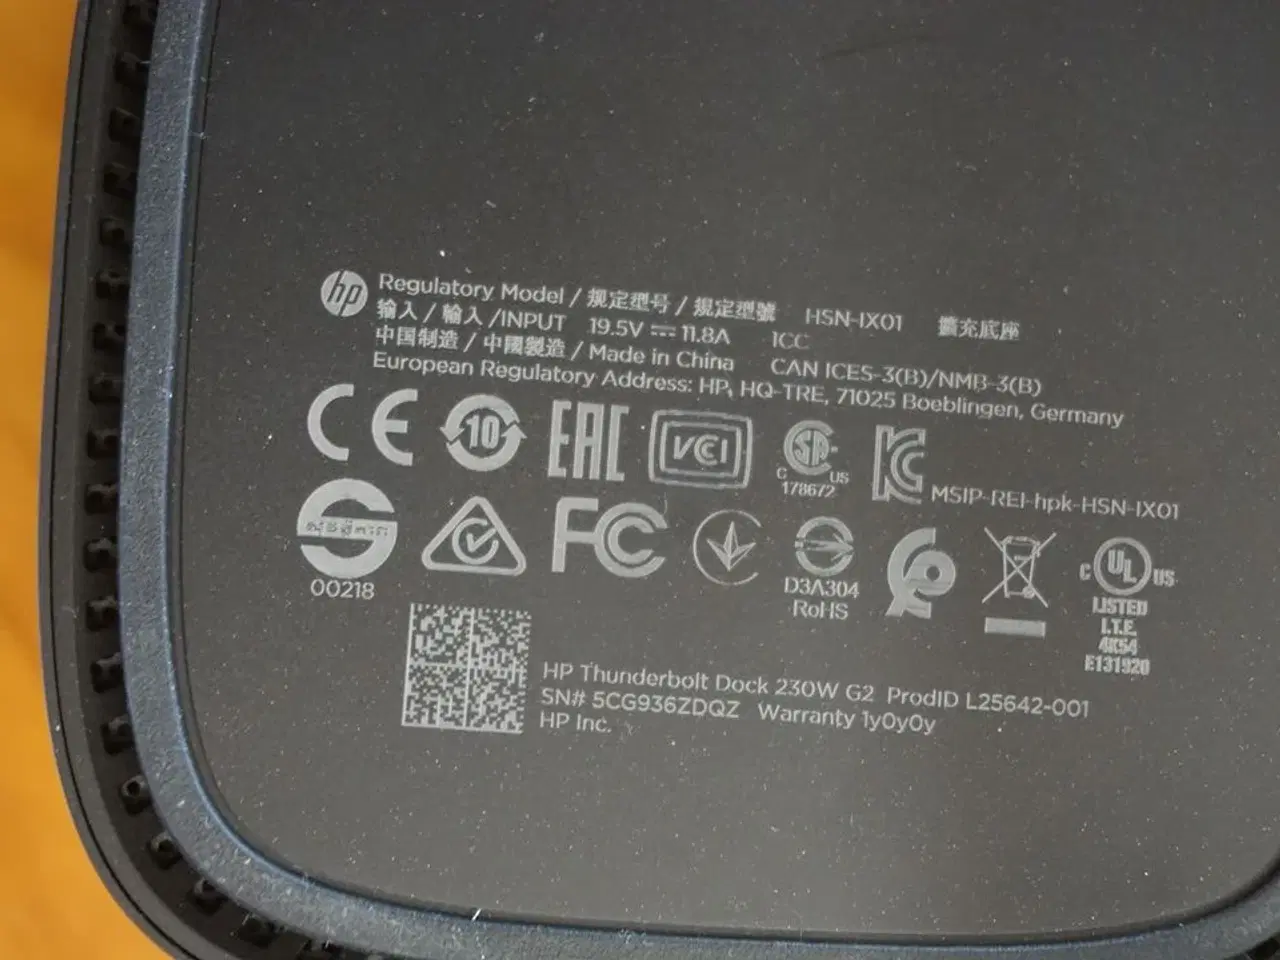 hp Regulatory Model / 规定型号 / 規定型號 HSN-IX01 擴充底座
输入 / 輸入 /INPUT 19.5V ⎓ 11.8A 1CC
中国制造 / 中國製造 / Made in China CAN ICES-3(B)/NMB-3(B)
European Regulatory Address: HP, HQ-TRE, 71025 Boeblingen, Germany
CE 10 EAC VCI SP® C US 178672 MSIP-REI-hpk-HSN-IX01
00218 FC D3A304 RoHS C UL US LISTED I.T.E. 4K54 E131920
HP Thunderbolt Dock 230W G2 ProdID L25642-001
SN# 5CG936ZDQZ Warranty 1y0y0y
HP Inc.